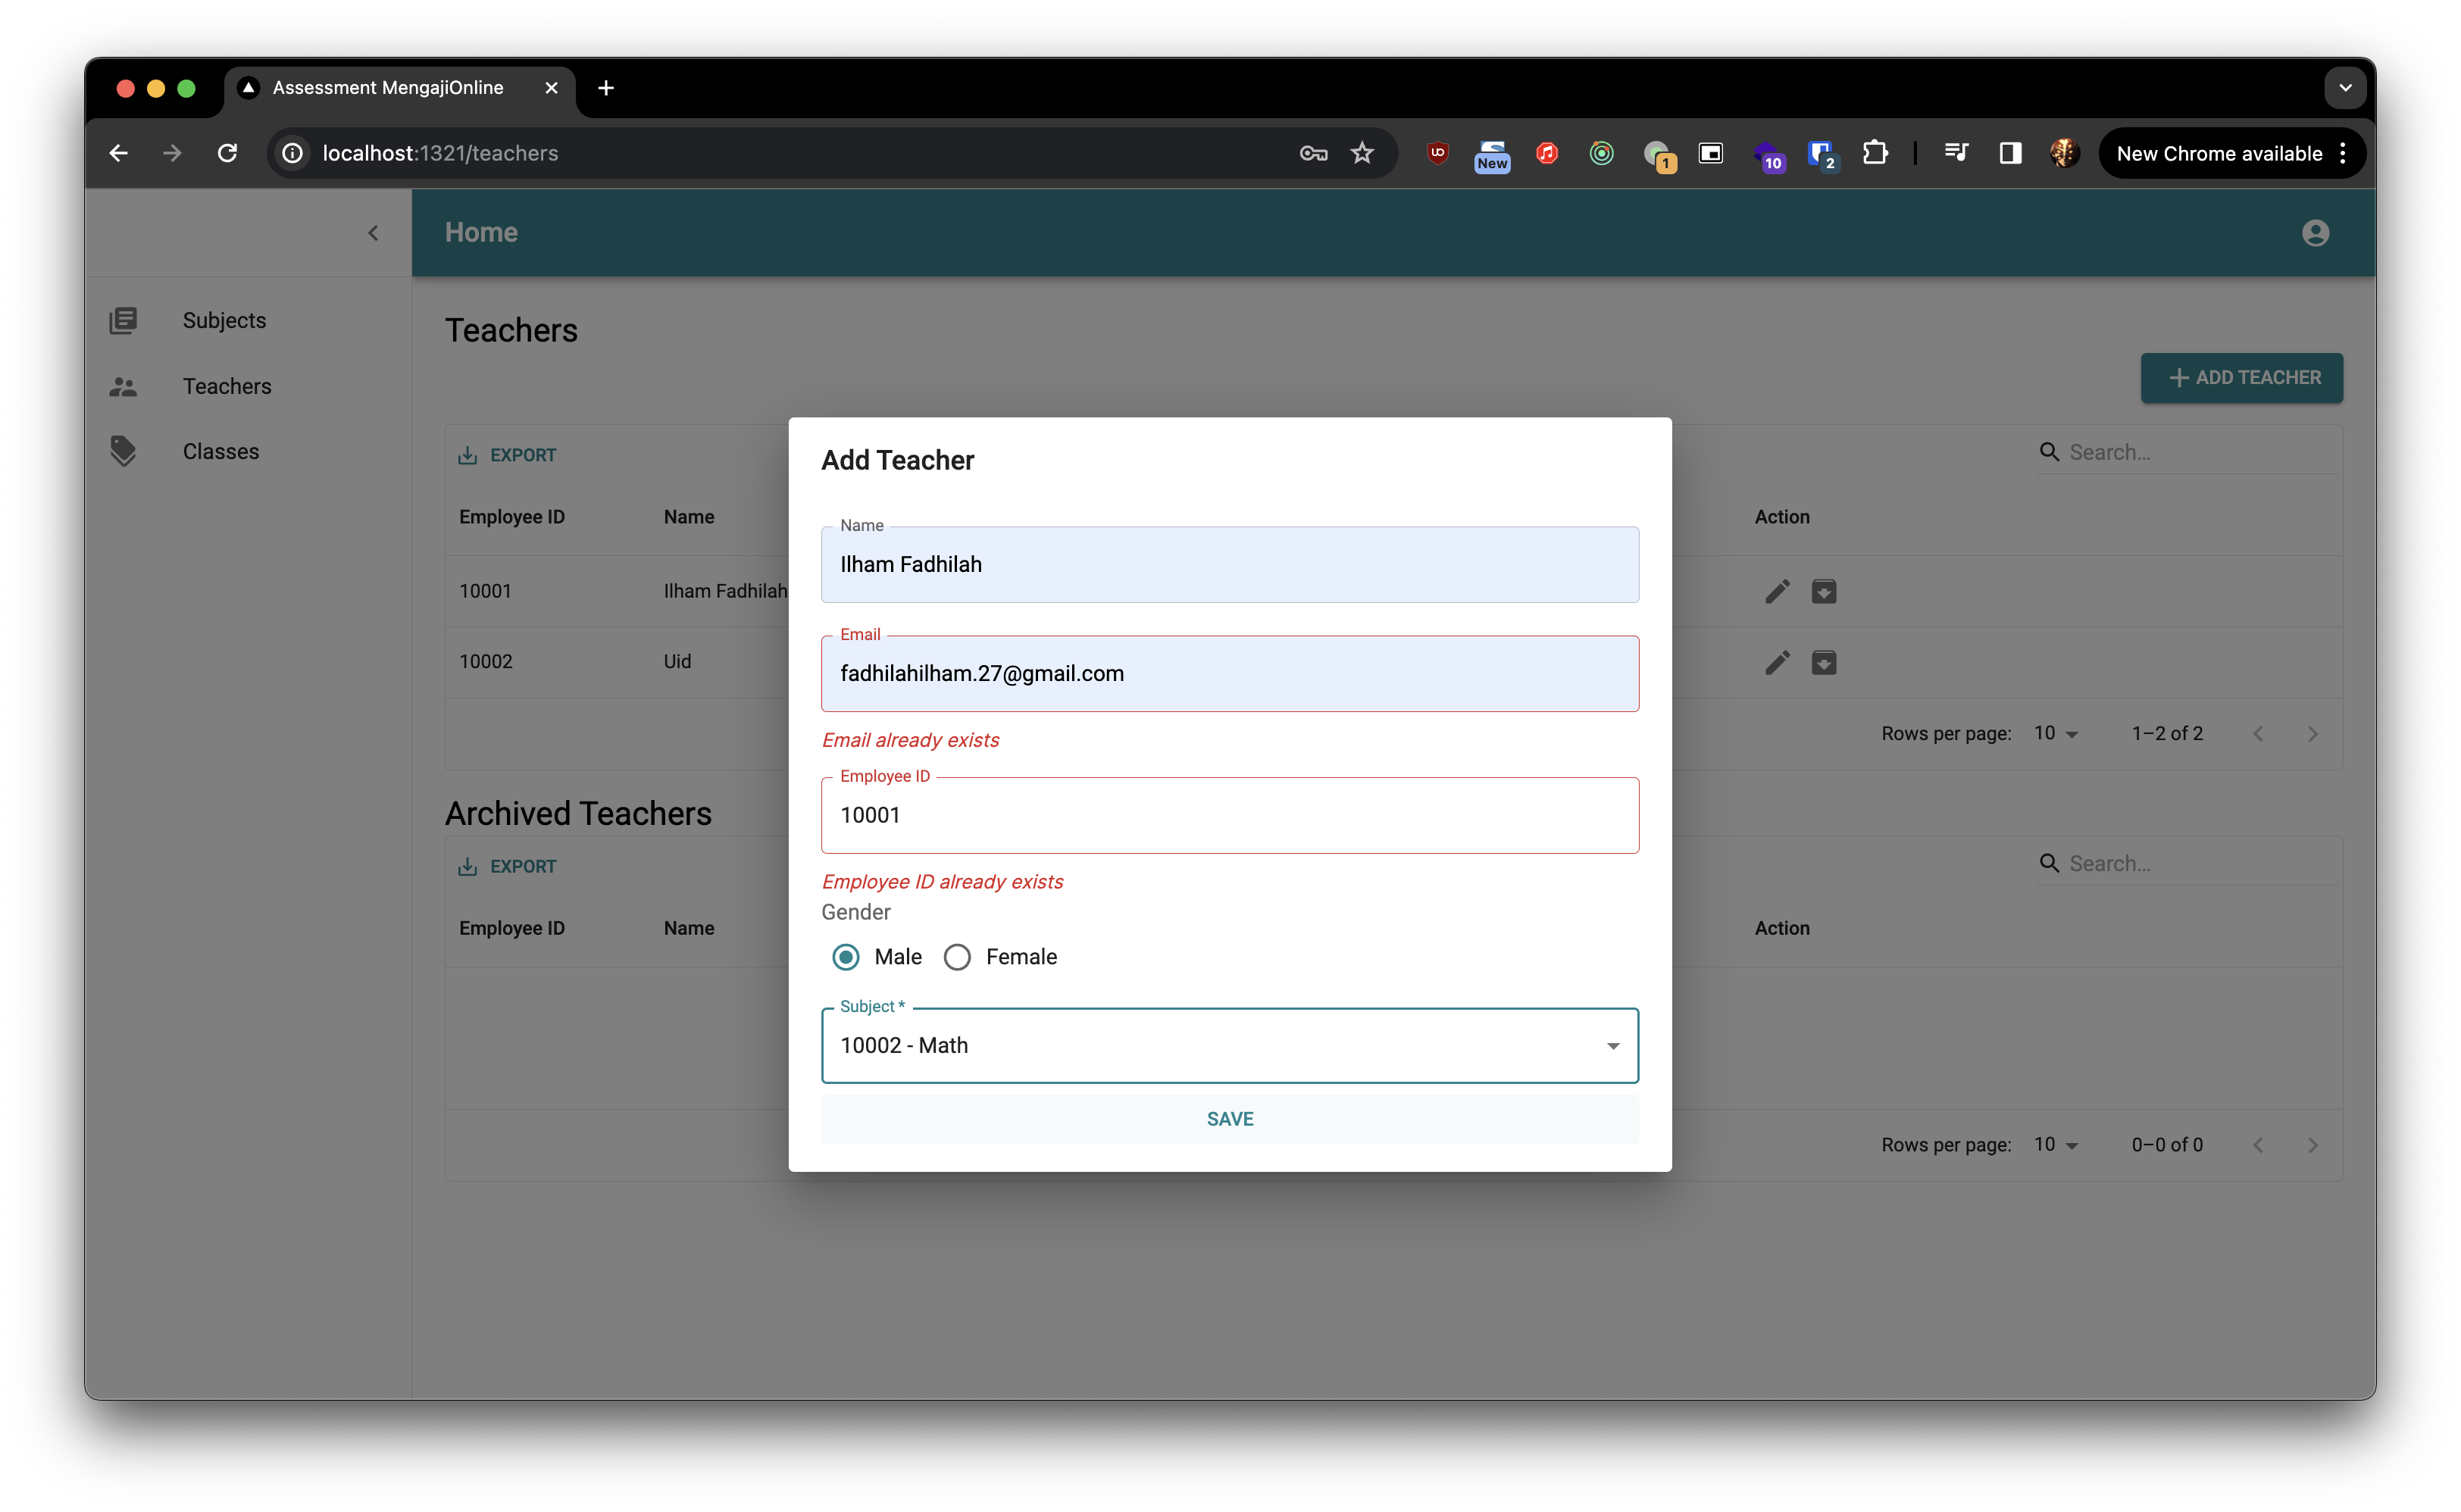 Assessment MengajiOnline
localhost:1321/teachers
New
1
10
2
New Chrome available
Home
Subjects
Teachers
Classes
Teachers
ADD TEACHER
EXPORT
Search…
Employee ID Name Action
10001 Ilham Fadhilah
10002 Uid
Rows per page: 10 1–2 of 2
Archived Teachers
EXPORT
Search…
Employee ID Name Action
Rows per page: 10 0–0 of 0
Add Teacher
Name
Ilham Fadhilah
Email
fadhilahilham.27@gmail.com
Email already exists
Employee ID
10001
Employee ID already exists
Gender
Male Female
Subject *
10002 - Math
SAVE